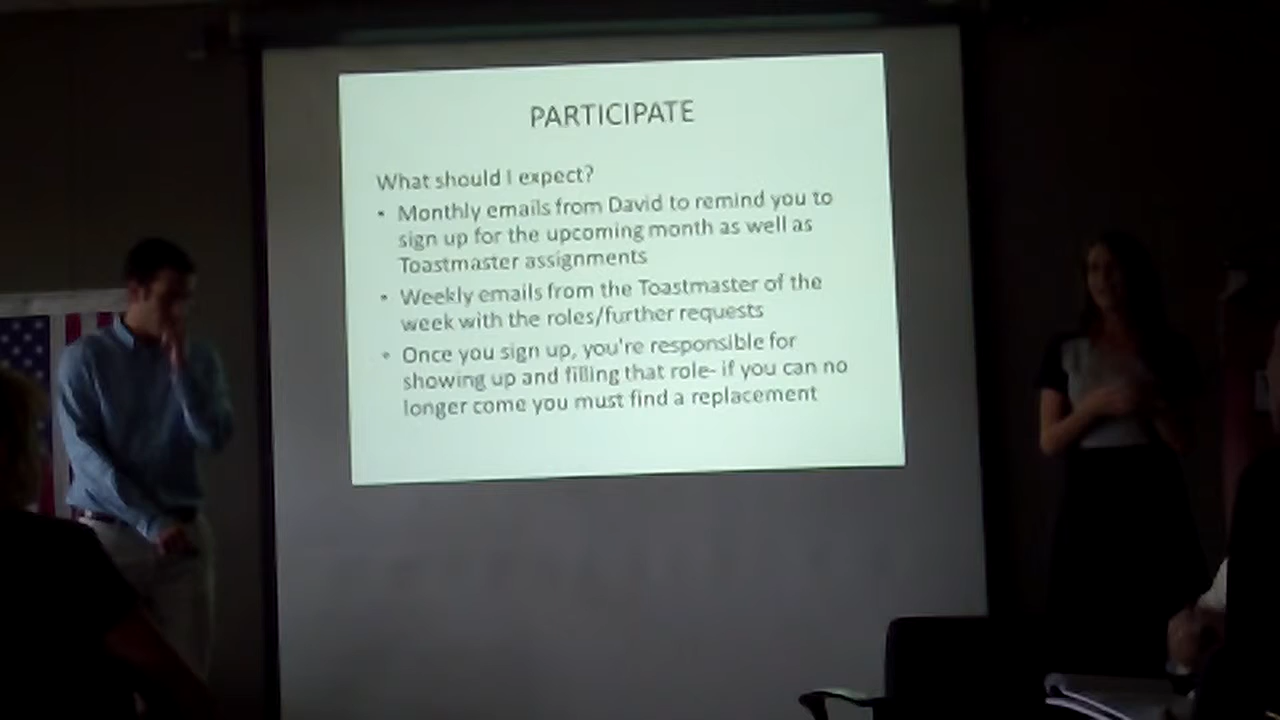 PARTICIPATE
What should I expect?
• Monthly emails from David to remind you to
sign up for the upcoming month as well as
Toastmaster assignments
• Weekly emails from the Toastmaster of the
week with the roles/further requests
• Once you sign up, you're responsible for
showing up and filling that role- if you can no
longer come you must find a replacement